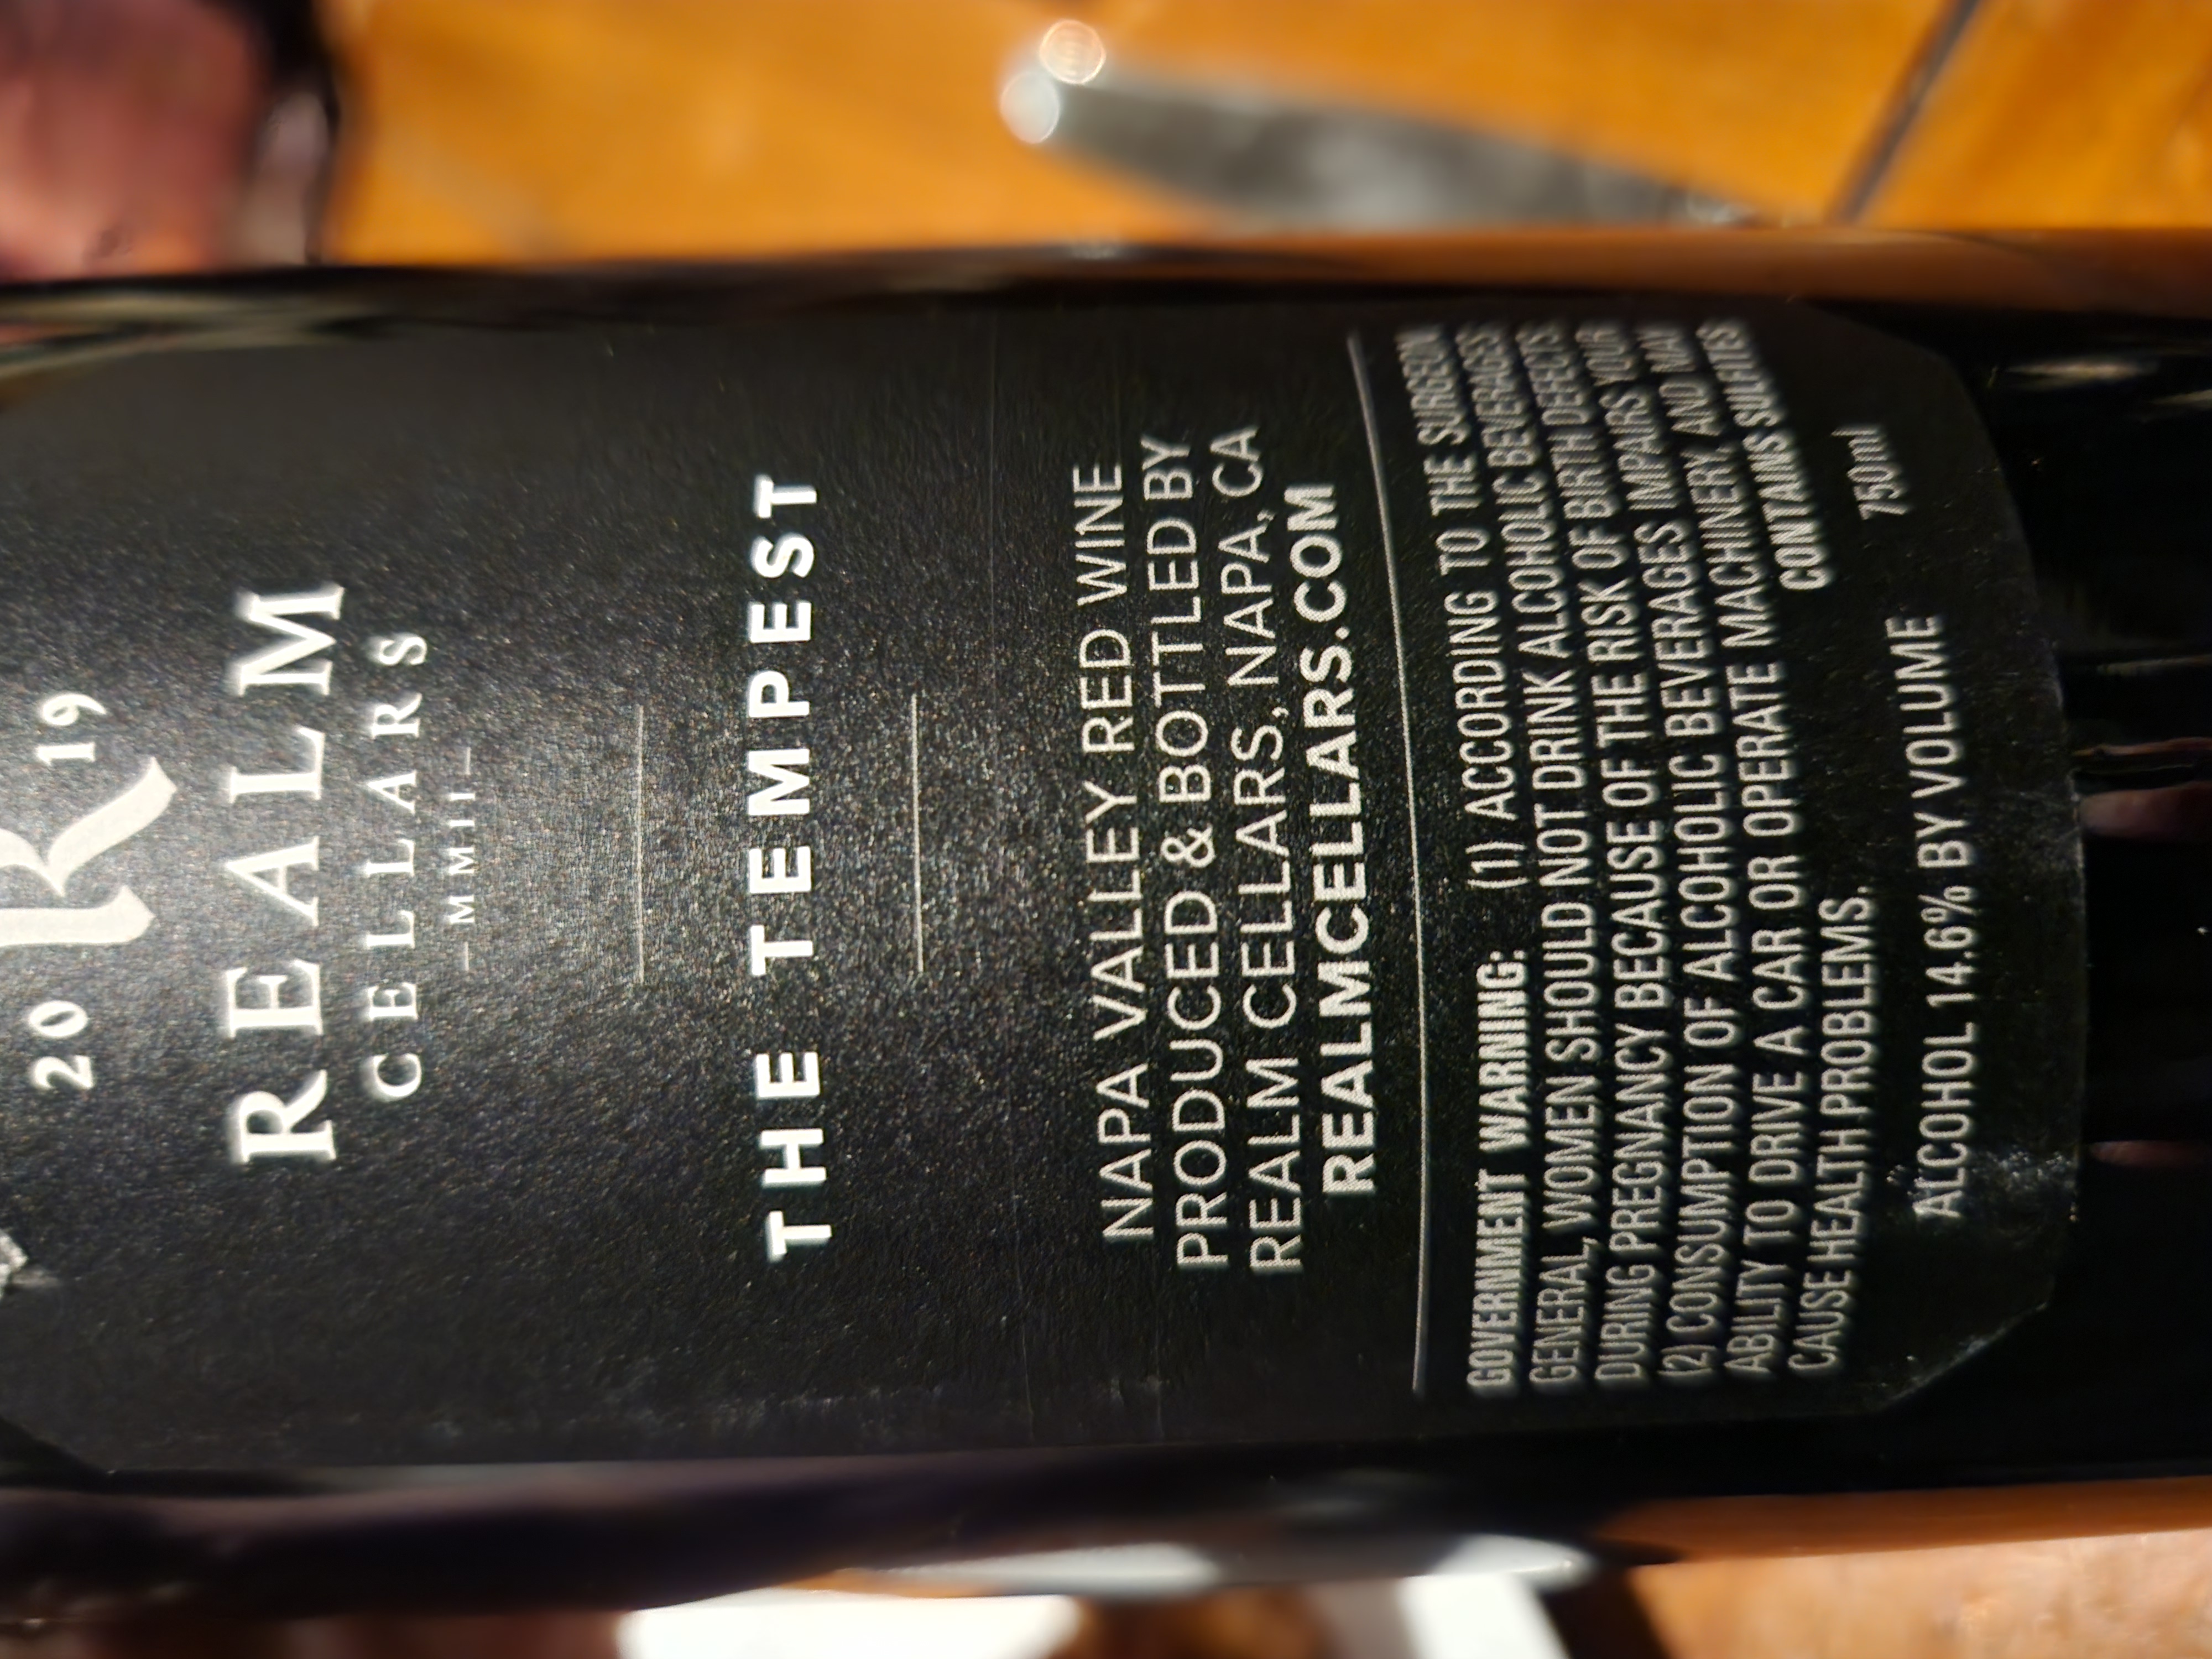 20 R 19
REALM
CELLARS
—MMII—
THE TEMPEST
NAPA VALLEY RED WINE
PRODUCED & BOTTLED BY
REALM CELLARS, NAPA, CA
REALMCELLARS.COM
GOVERNMENT WARNING: (1) ACCORDING TO THE SURGEON
GENERAL, WOMEN SHOULD NOT DRINK ALCOHOLIC BEVERAGES
DURING PREGNANCY BECAUSE OF THE RISK OF BIRTH DEFECTS
(2) CONSUMPTION OF ALCOHOLIC BEVERAGES IMPAIRS YOUR
ABILITY TO DRIVE A CAR OR OPERATE MACHINERY, AND MAY
CAUSE HEALTH PROBLEMS. CONTAINS SULFITES
ALCOHOL 14.6% BY VOLUME 750ml